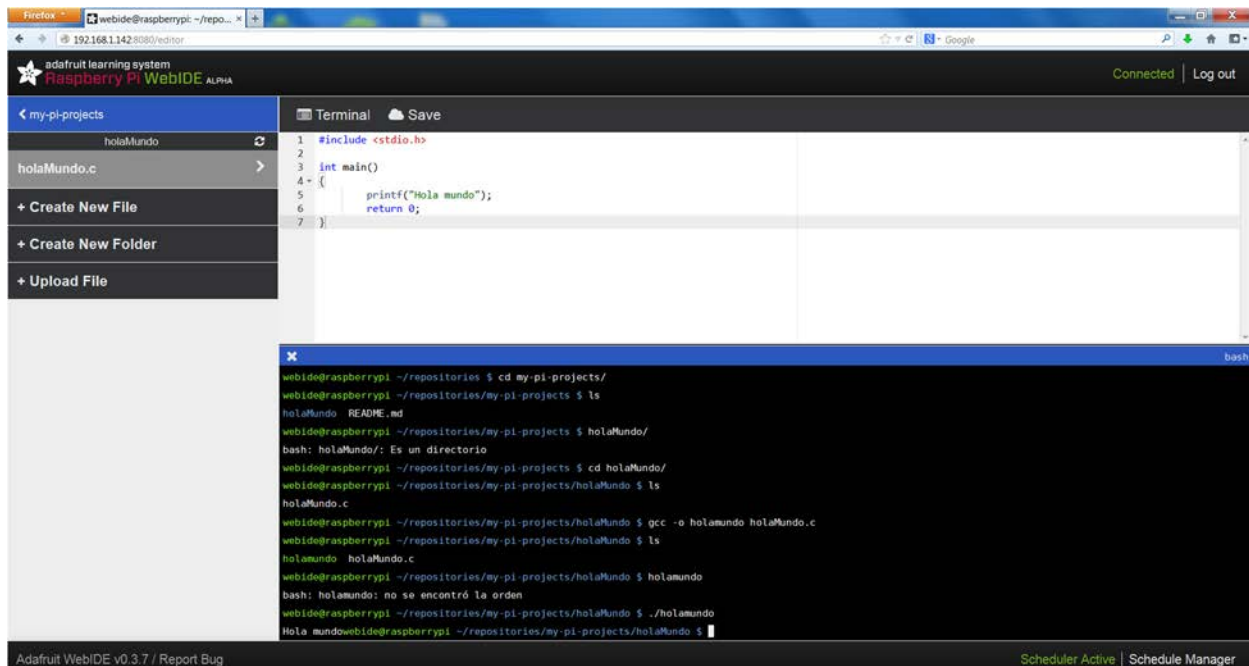 Firefox
webide@raspberrypi: ~/repo... × +
192.168.1.142:8080/editor
Google
adafruit learning system
Raspberry Pi WebIDE ALPHA
Connected | Log out
my-pi-projects
Terminal Save
holaMundo
holaMundo.c
+ Create New File
+ Create New Folder
+ Upload File
1 #include <stdio.h>
2
3 int main()
4 {
5 printf("Hola mundo");
6 return 0;
7 }
bash
webide@raspberrypi ~/repositories $ cd my-pi-projects/
webide@raspberrypi ~/repositories/my-pi-projects $ ls
holaMundo README.md
webide@raspberrypi ~/repositories/my-pi-projects $ holaMundo/
bash: holaMundo/: Es un directorio
webide@raspberrypi ~/repositories/my-pi-projects $ cd holaMundo/
webide@raspberrypi ~/repositories/my-pi-projects/holaMundo $ ls
holaMundo.c
webide@raspberrypi ~/repositories/my-pi-projects/holaMundo $ gcc -o holamundo holaMundo.c
webide@raspberrypi ~/repositories/my-pi-projects/holaMundo $ ls
holamundo holaMundo.c
webide@raspberrypi ~/repositories/my-pi-projects/holaMundo $ holamundo
bash: holamundo: no se encontró la orden
webide@raspberrypi ~/repositories/my-pi-projects/holaMundo $ ./holamundo
Hola mundowebide@raspberrypi ~/repositories/my-pi-projects/holaMundo $
Adafruit WebIDE v0.3.7 / Report Bug
Scheduler Active | Schedule Manager